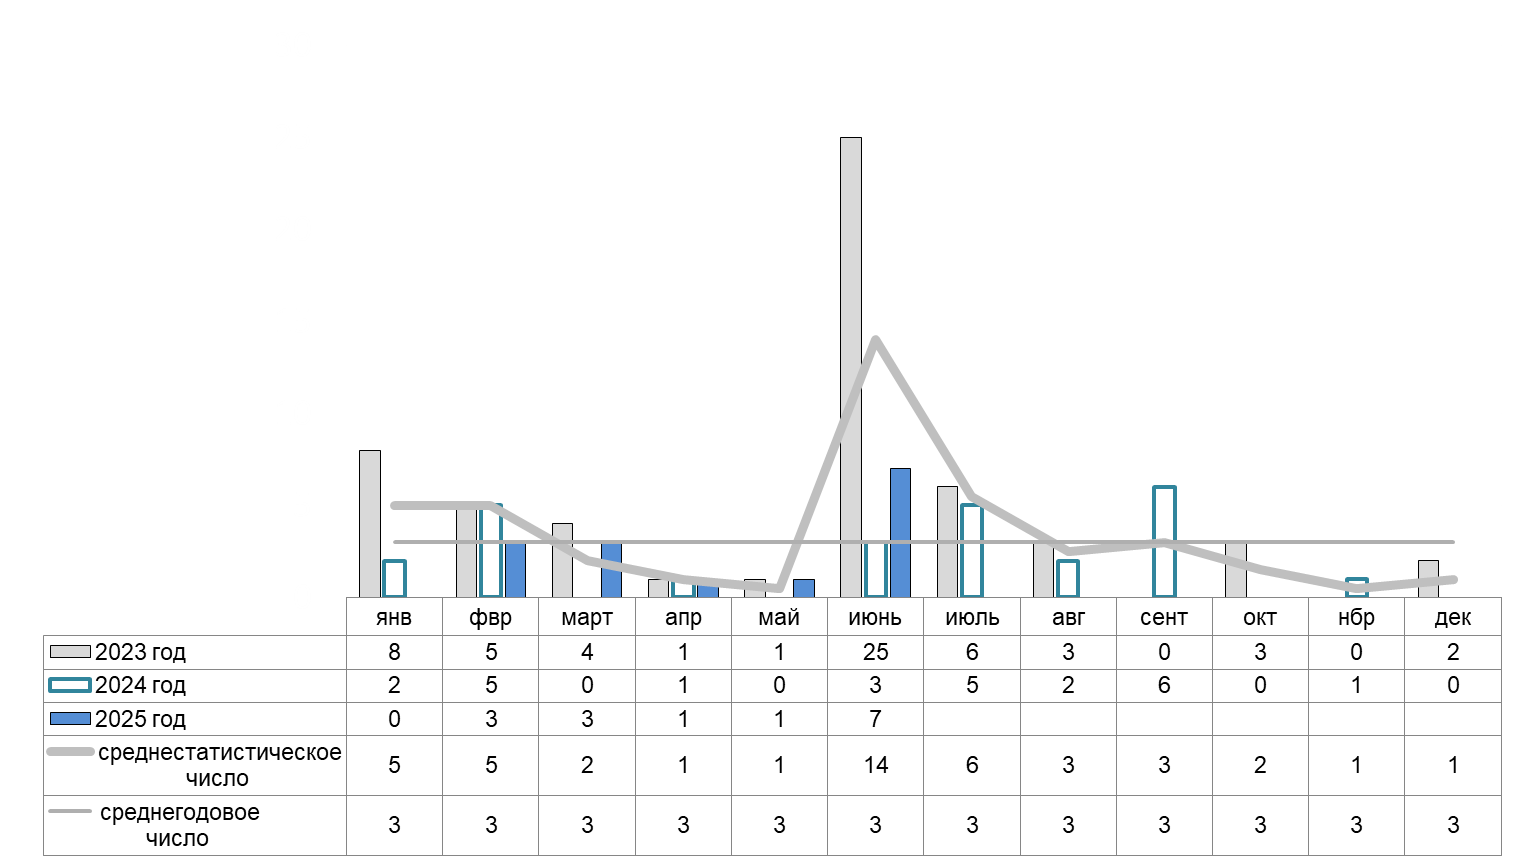 янв фвр март апр май июнь июль авг сент окт нбр дек
2023 год 8 5 4 1 1 25 6 3 0 3 0 2
2024 год 2 5 0 1 0 3 5 2 6 0 1 0
2025 год 0 3 3 1 1 7
среднестатистическое
число 5 5 2 1 1 14 6 3 3 2 1 1
среднегодовое
число 3 3 3 3 3 3 3 3 3 3 3 3